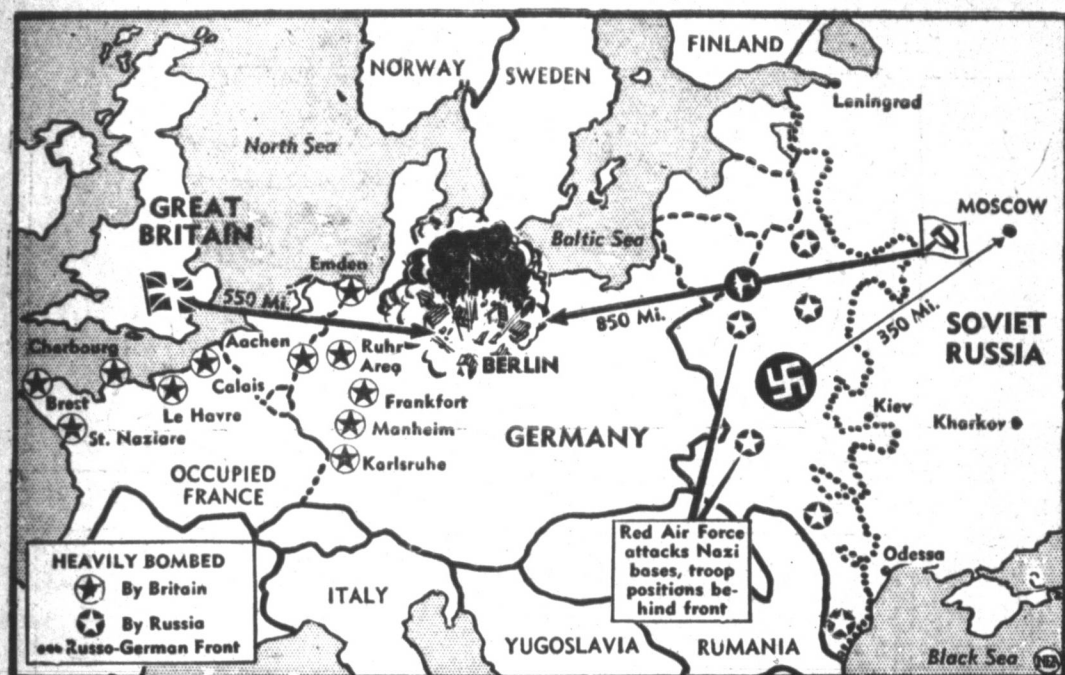 FINLAND
NORWAY
SWEDEN
Leningrad
North Sea
MOSCOW
GREAT
BRITAIN
Baltic Sea
Emden
550 Mi.
850 Mi.
350 Mi.
SOVIET
RUSSIA
Cherbourg
Aachen
Ruhr
Area
BERLIN
Calais
Brest
Le Havre
Frankfort
Kiev
Kharkov
St. Naziare
Manheim
GERMANY
Karlsruhe
OCCUPIED
FRANCE
Red Air Force
attacks Nazi
bases, troop
positions be-
hind front
HEAVILY BOMBED
By Britain
By Russia
Russo-German Front
Odessa
ITALY
YUGOSLAVIA
RUMANIA
Black Sea
NEA